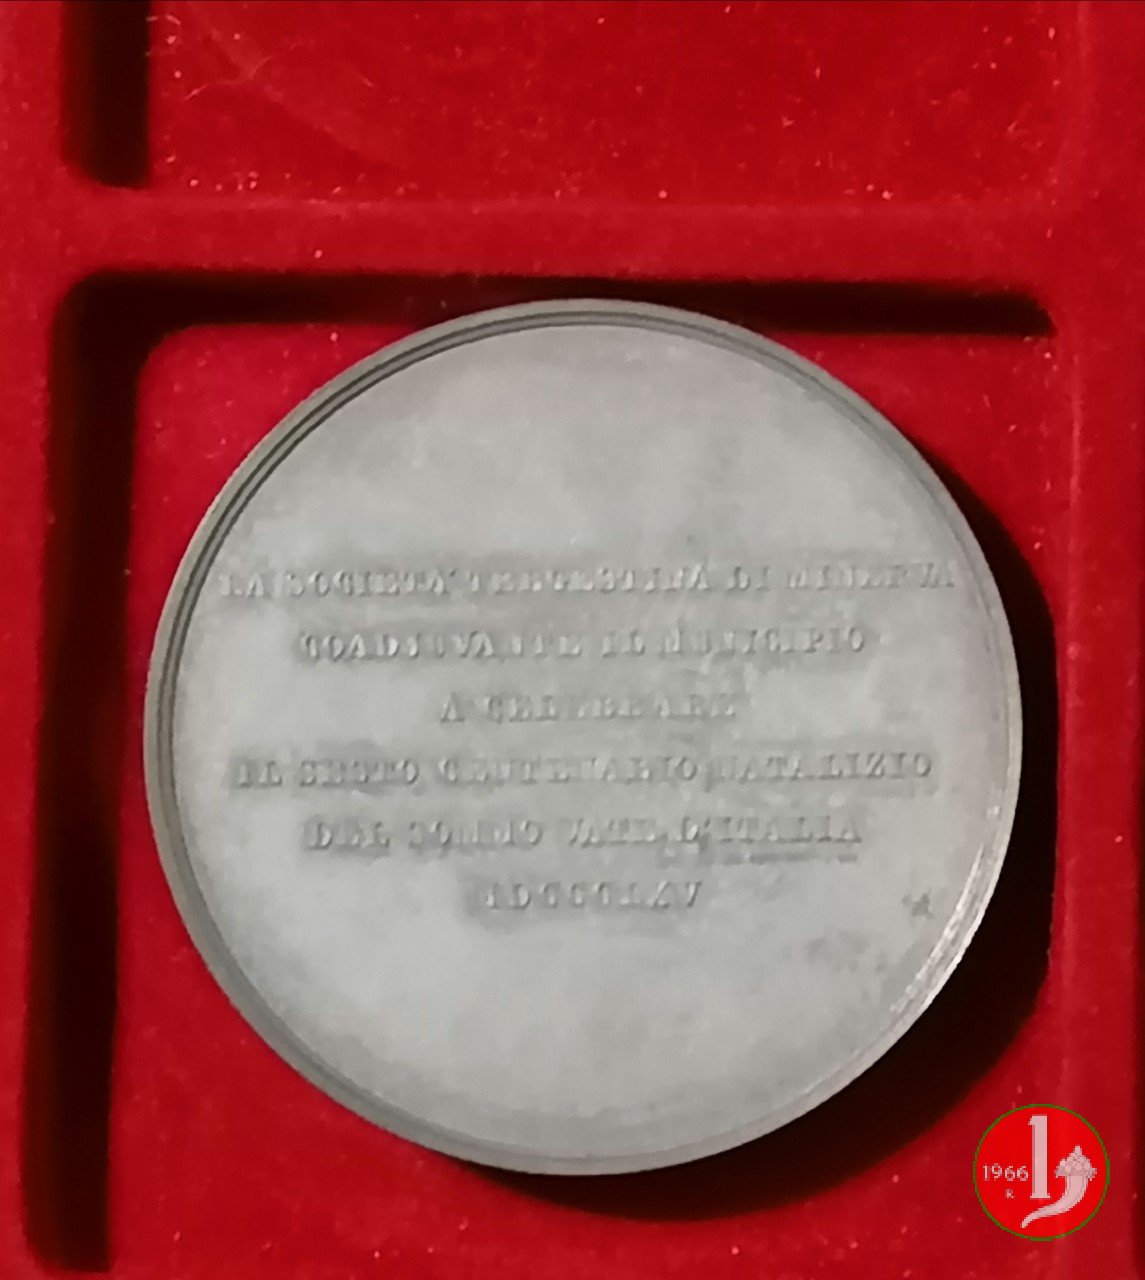 LA SOCIETA' TERGESTINA DI MINERVA
COADIUVANTE IL MUNICIPIO
A CELEBRARE
IL SESTO CENTENARIO NATALIZIO
DEL SOMMO VATE D'ITALIA
MDCCCLXV
1966
R